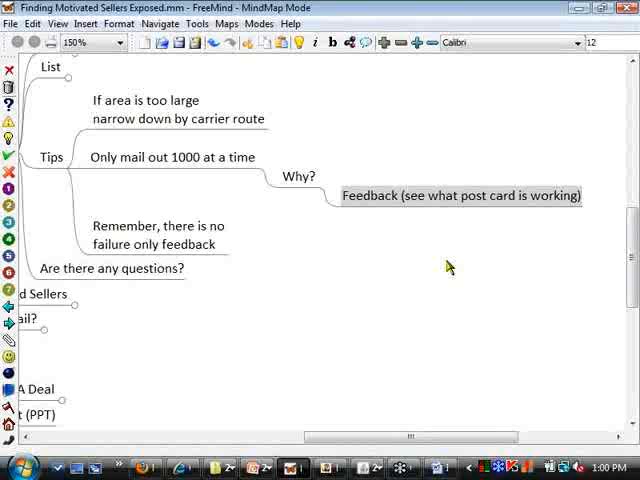 Finding Motivated Sellers Exposed.mm - FreeMind - MindMap Mode
File Edit View Insert Format Navigate Tools Maps MindMaps Help
150% Calibri 12
List
If area is too large
narrow down by carrier route
Tips
Only mail out 1000 at a time
Why?
Feedback (see what post card is working)
Remember, there is no
failure only feedback
Are there any questions?
d Sellers
ail?
A Deal
t (PPT)
1:00 PM